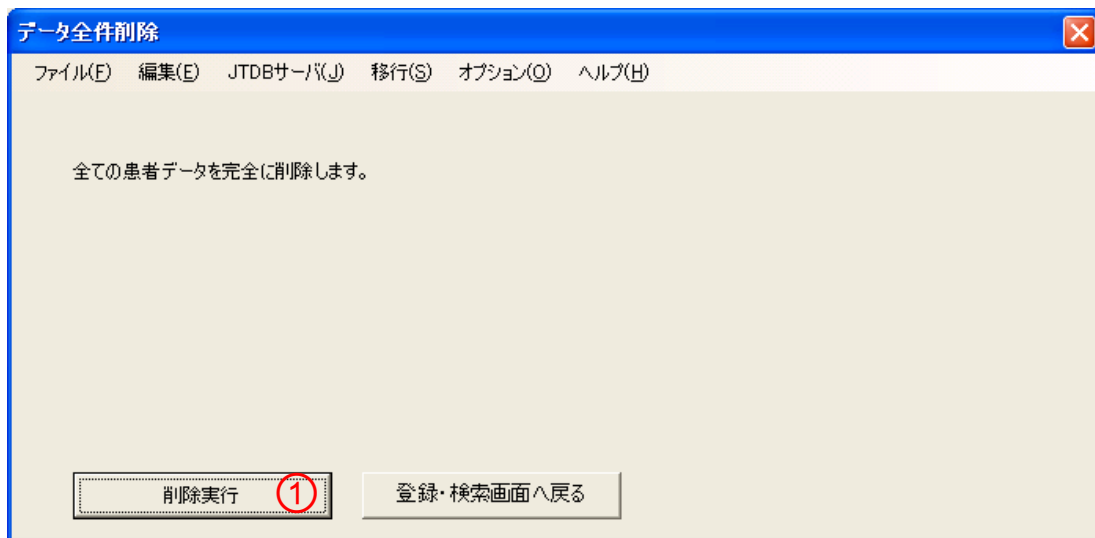 データ全件削除
ファイル(F) 編集(E) JTDBサーバ(J) 移行(S) オプション(O) ヘルプ(H)
全ての患者データを完全に削除します。
削除実行 ① 登録・検索画面へ戻る